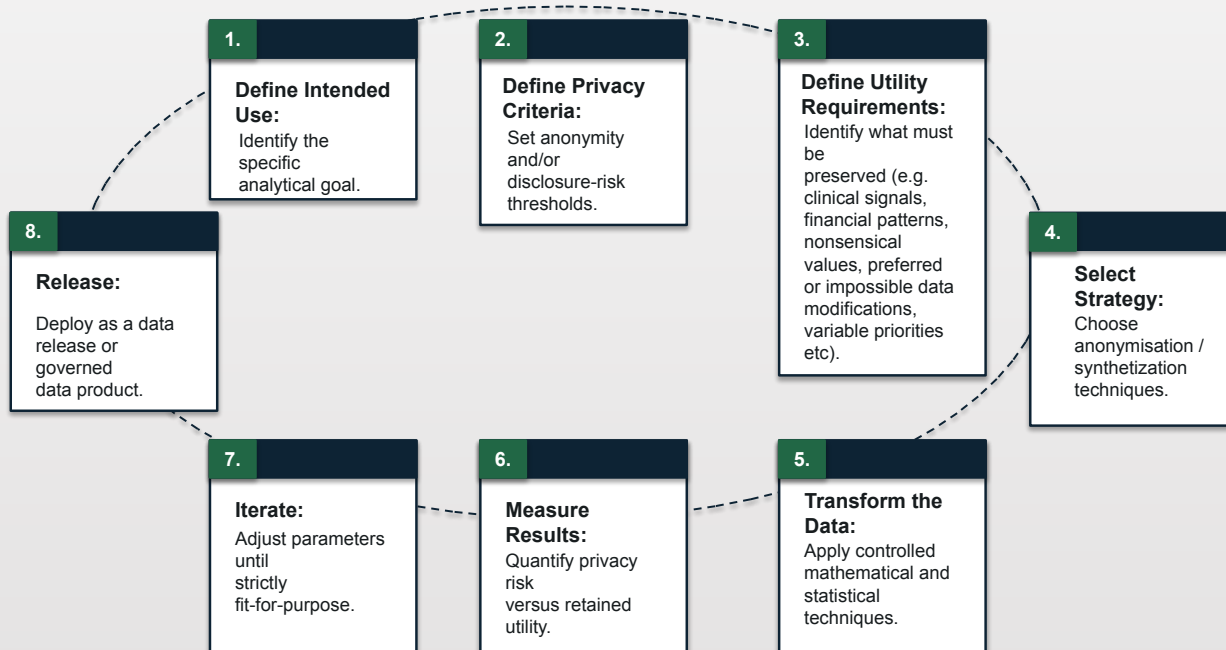 1.
Define Intended
Use:
Identify the
specific
analytical goal.
2.
Define Privacy
Criteria:
Set anonymity
and/or
disclosure-risk
thresholds.
3.
Define Utility
Requirements:
Identify what must
be
preserved (e.g.
clinical signals,
financial patterns,
nonsensical
values, preferred
or impossible data
modifications,
variable priorities
etc).
4.
Select
Strategy:
Choose
anonymisation /
synthetization
techniques.
5.
Transform the
Data:
Apply controlled
mathematical and
statistical
techniques.
6.
Measure
Results:
Quantify privacy
risk
versus retained
utility.
7.
Iterate:
Adjust parameters
until
strictly
fit-for-purpose.
8.
Release:
Deploy as a data
release or
governed
data product.